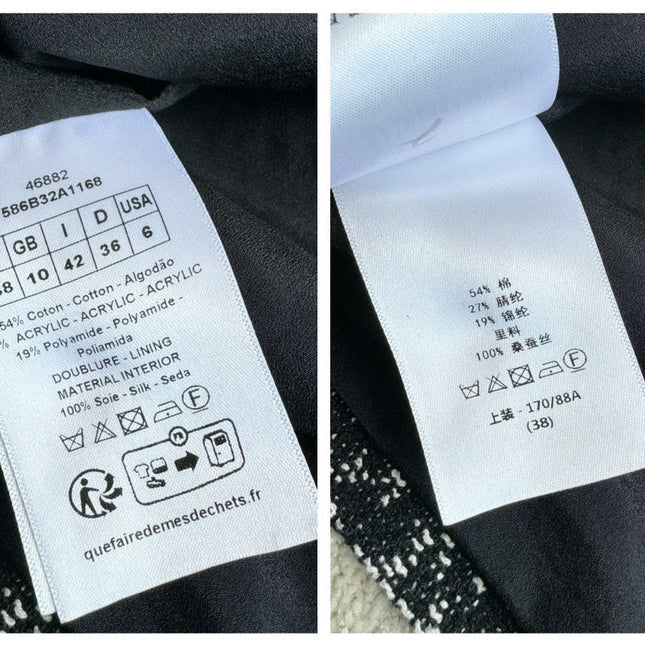 46882
586B32A1168
GB I D USA
38 10 42 36 6
54% Coton - Cotton - Algodão
% ACRYLIC - ACRYLIC - ACRYLIC
19% Polyamide - Polyamide -
Poliamida
DOUBLURE - LINING
MATERIAL INTERIOR
100% Soie - Silk - Seda
F
FR
quefairedemesdechets.fr
54% 棉
27% 腈纶
19% 锦纶
里料
100% 桑蚕丝
F
上装 - 170/88A
(38)